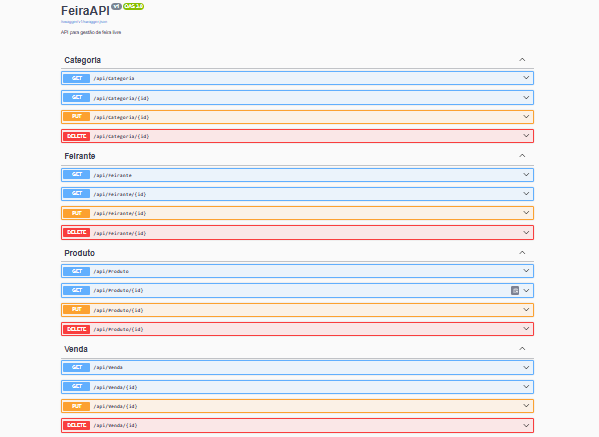 FeiraAPI v1 OAS 3.0
/swagger/v1/swagger.json
API para gestão de feira livre
Categoria
GET /api/Categoria
GET /api/Categoria/{id}
PUT /api/Categoria/{id}
DELETE /api/Categoria/{id}
Feirante
GET /api/Feirante
GET /api/Feirante/{id}
PUT /api/Feirante/{id}
DELETE /api/Feirante/{id}
Produto
GET /api/Produto
GET /api/Produto/{id}
PUT /api/Produto/{id}
DELETE /api/Produto/{id}
Venda
GET /api/Venda
GET /api/Venda/{id}
PUT /api/Venda/{id}
DELETE /api/Venda/{id}